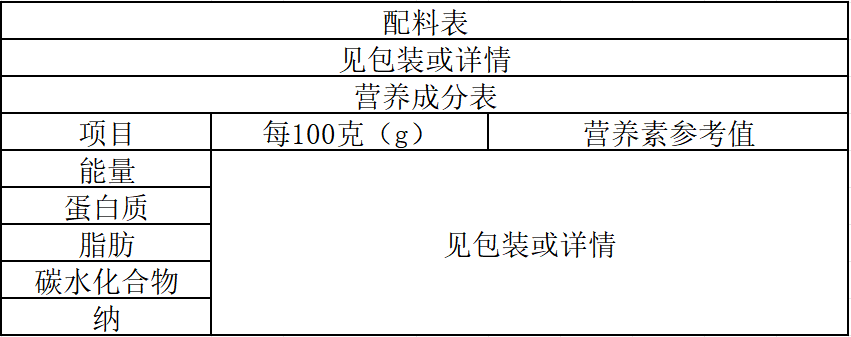 配料表
见包装或详情
营养成分表
项目 每100克（g） 营养素参考值
能量
蛋白质
脂肪
碳水化合物
纳
见包装或详情